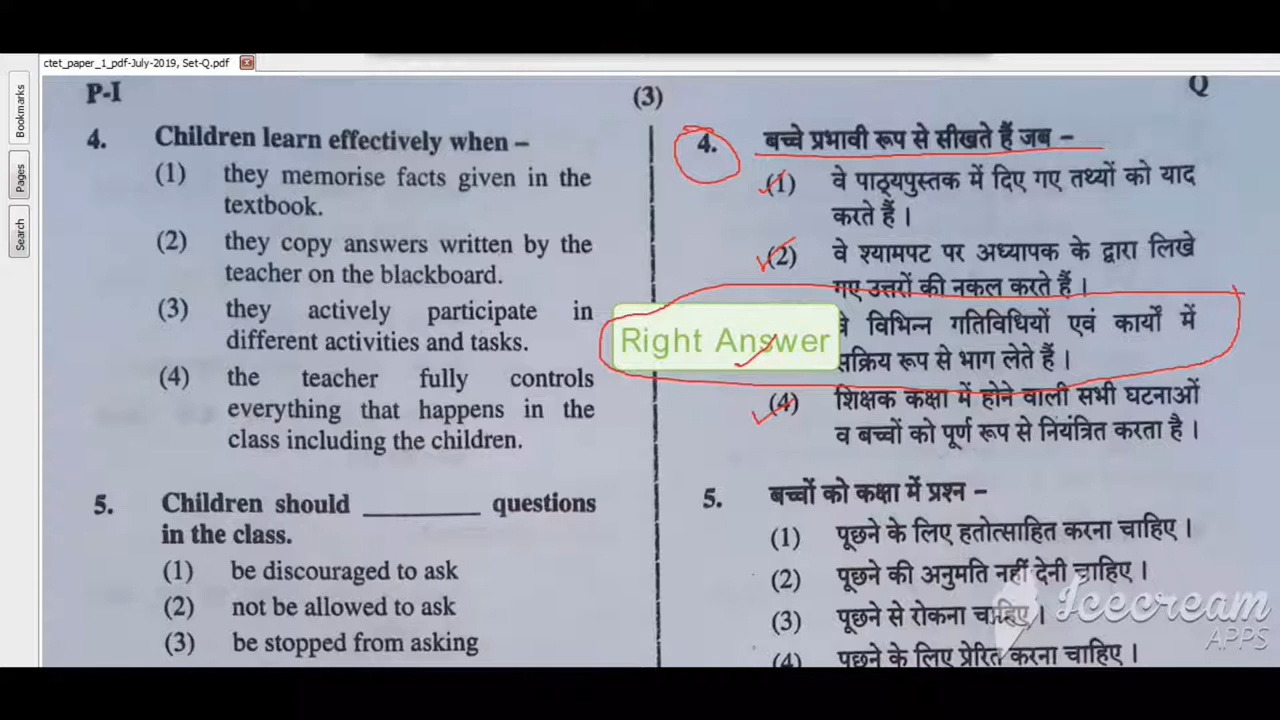 ctet_paper_1_pdf-July-2019, Set-Q.pdf
Bookmarks
Pages
Search
P-I
(3)
Q
4. Children learn effectively when –
(1) they memorise facts given in the
textbook.
(2) they copy answers written by the
teacher on the blackboard.
(3) they actively participate in
different activities and tasks.
(4) the teacher fully controls
everything that happens in the
class including the children.
5. Children should ________ questions
in the class.
(1) be discouraged to ask
(2) not be allowed to ask
(3) be stopped from asking
4. बच्चे प्रभावी रूप से सीखते हैं जब –
(1) वे पाठ्यपुस्तक में दिए गए तथ्यों को याद
करते हैं ।
(2) वे श्यामपट पर अध्यापक के द्वारा लिखे
गए उत्तरों की नकल करते हैं ।
Right Answer
विभिन्न गतिविधियों एवं कार्यों में
सक्रिय रूप से भाग लेते हैं ।
(4) शिक्षक कक्षा में होने वाली सभी घटनाओं
व बच्चों को पूर्ण रूप से नियंत्रित करता है ।
5. बच्चों को कक्षा में प्रश्न –
(1) पूछने के लिए हतोत्साहित करना चाहिए ।
(2) पूछने की अनुमति नहीं देनी चाहिए ।
(3) पूछने से रोकना चाहिए ।
(4) पूछने के लिए प्रेरित करना चाहिए ।
Icecream
APPS